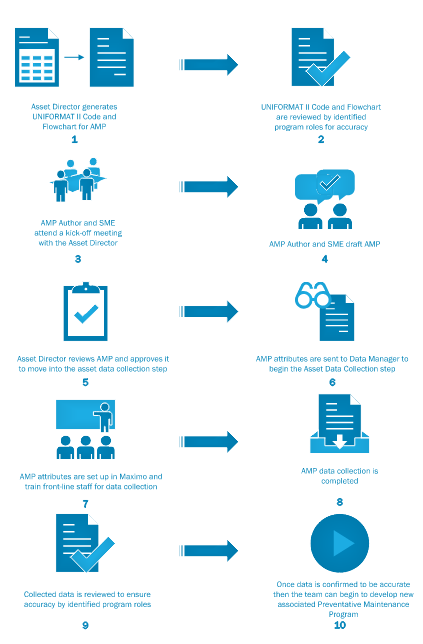 Asset Director generates
UNIFORMAT II Code and
Flowchart for AMP
1
UNIFORMAT II Code and Flowchart
are reviewed by identified
program roles for accuracy
2
AMP Author and SME
attend a kick-off meeting
with the Asset Director
3
AMP Author and SME draft AMP
4
Asset Director reviews AMP and approves it
to move into the asset data collection step
5
AMP attributes are sent to Data Manager to
begin the Asset Data Collection step
6
AMP attributes are set up in Maximo and
train front-line staff for data collection
7
AMP data collection is
completed
8
Collected data is reviewed to ensure
accuracy by identified program roles
9
Once data is confirmed to be accurate
then the team can begin to develop new
associated Preventative Maintenance
Program
10